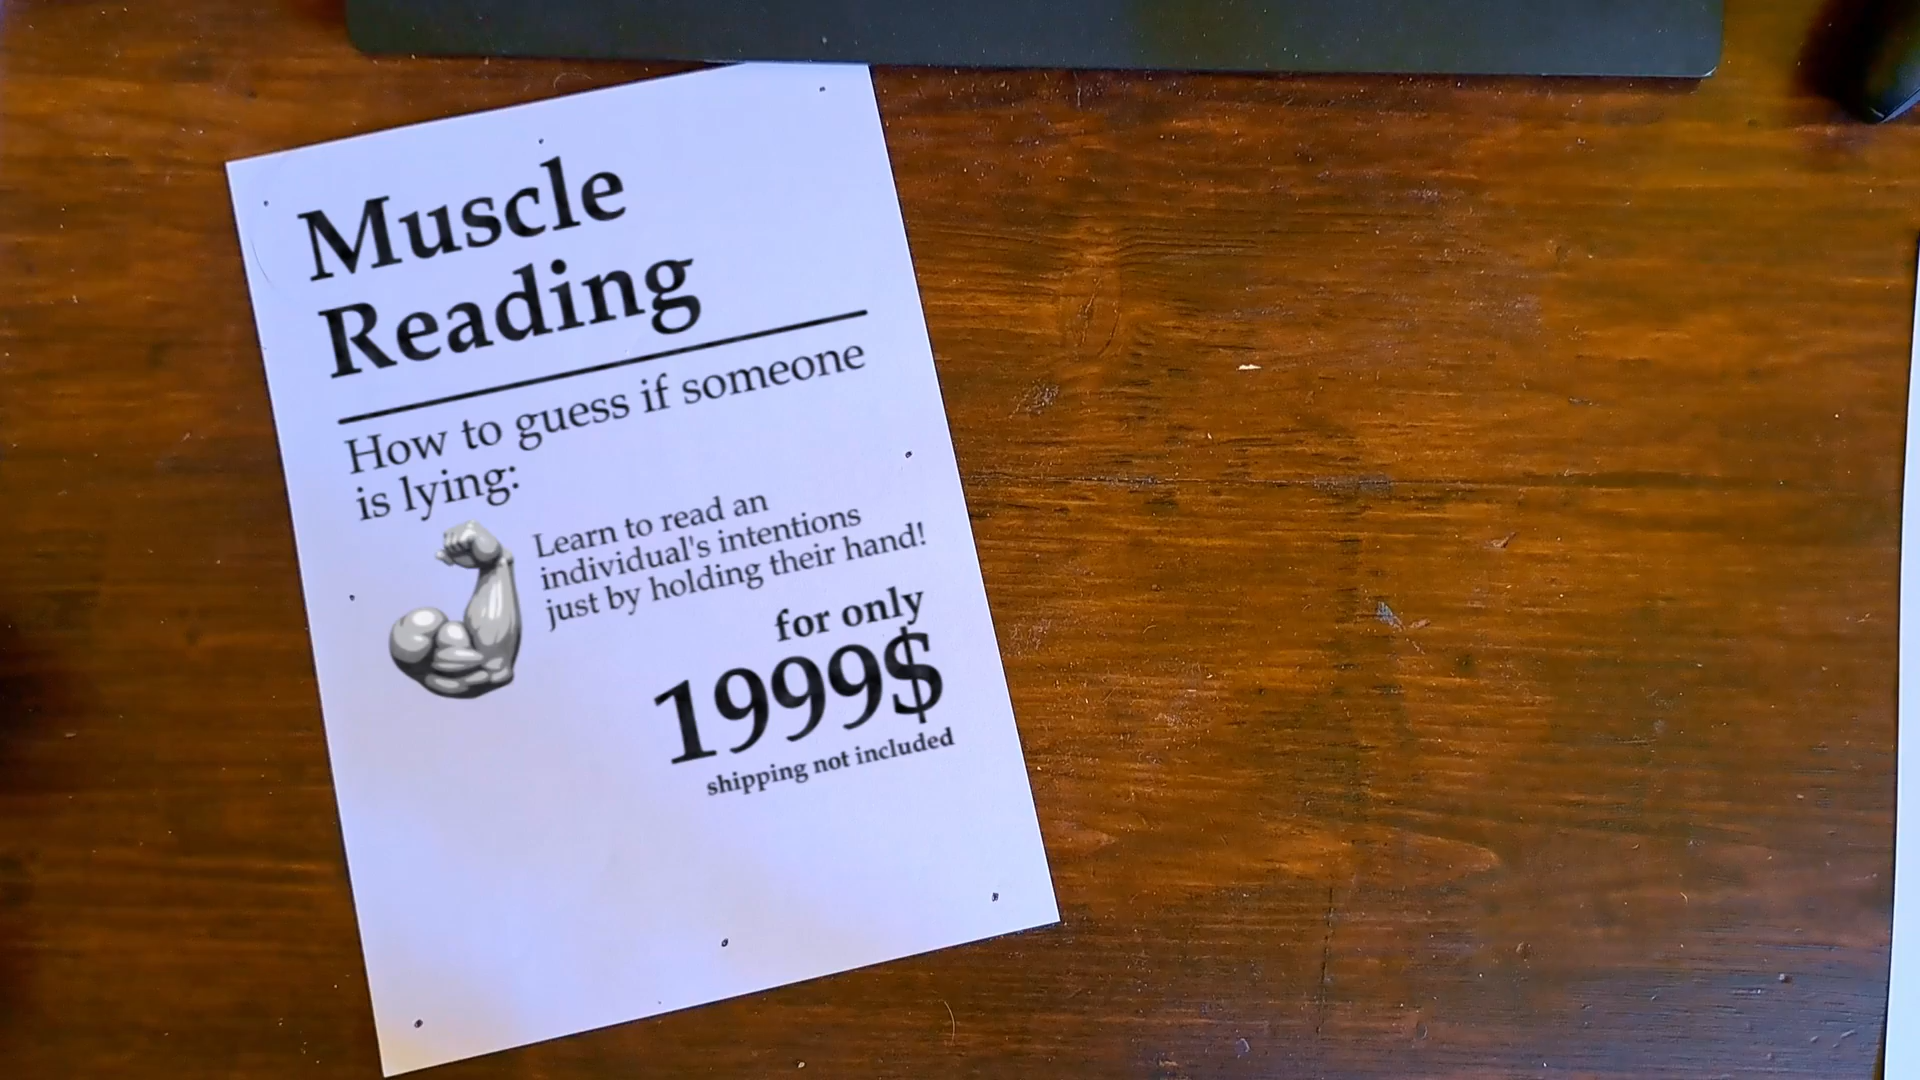 Muscle
Reading
How to guess if someone
is lying:
Learn to read an
individual's intentions
just by holding their hand!
for only
1999$
shipping not included